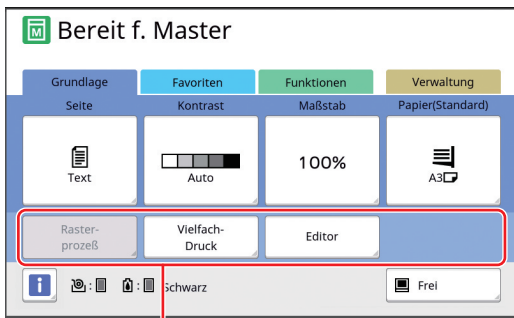 M Bereit f. Master
Grundlage Favoriten Funktionen Verwaltung
Seite Kontrast Maßstab Papier(Standard)
Text Auto 100% A3
Raster-
prozeß
Vielfach-
Druck
Editor
i : : Schwarz Frei